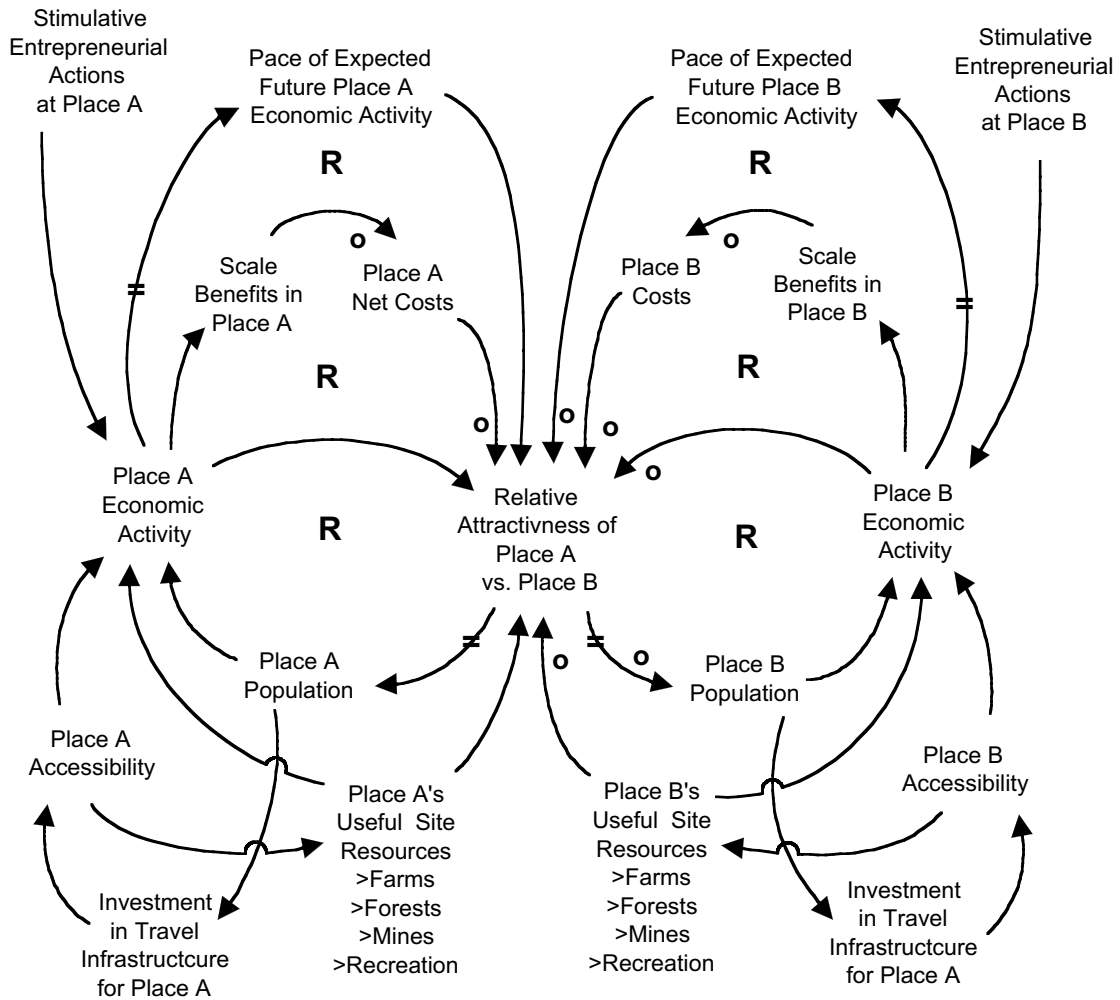 Stimulative
Entrepreneurial
Actions
at Place A
Pace of Expected
Future Place A
Economic Activity
Pace of Expected
Future Place B
Economic Activity
Stimulative
Entrepreneurial
Actions
at Place B
R
R
o
o
=
=
Scale
Benefits in
Place A
Place A
Net Costs
Place B
Costs
Scale
Benefits in
Place B
R
R
o
o
o
o
Place A
Economic
Activity
Relative
Attractivness of
Place A
vs. Place B
Place B
Economic
Activity
R
R
=
=
o
o
Place A
Population
Place B
Population
Place A
Accessibility
Place B
Accessibility
Place A's
Useful Site
Resources
>Farms
>Forests
>Mines
>Recreation
Place B's
Useful Site
Resources
>Farms
>Forests
>Mines
>Recreation
Investment
in Travel
Infrastructcure
for Place A
Investment
in Travel
Infrastructcure
for Place A